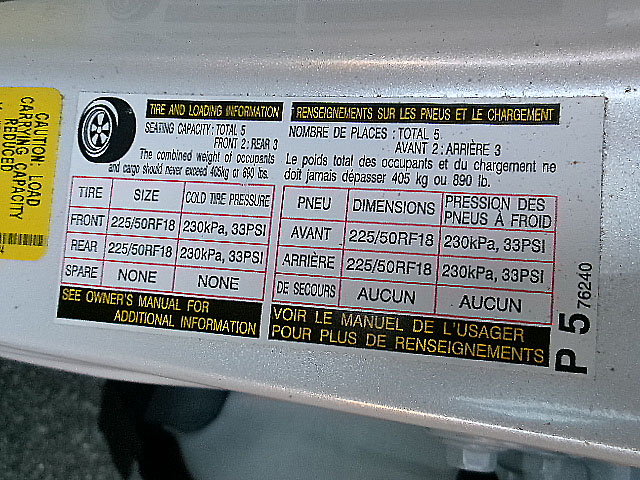 CAUTION: LOAD
CARRYING CAPACITY
REDUCED
TIRE AND LOADING INFORMATION
SEATING CAPACITY: TOTAL 5
FRONT 2: REAR 3
The combined weight of occupants
and cargo should never exceed 405kg or 890 lbs.
TIRE SIZE COLD TIRE PRESSURE
FRONT 225/50RF18 230kPa, 33PSI
REAR 225/50RF18 230kPa, 33PSI
SPARE NONE NONE
SEE OWNER'S MANUAL FOR
ADDITIONAL INFORMATION
RENSEIGNEMENTS SUR LES PNEUS ET LE CHARGEMENT
NOMBRE DE PLACES : TOTAL 5
AVANT 2 : ARRIÈRE 3
Le poids total des occupants et du chargement ne
doit jamais dépasser 405 kg ou 890 lb.
PNEU DIMENSIONS PRESSION DES
PNEUS À FROID
AVANT 225/50RF18 230kPa, 33PSI
ARRIÈRE 225/50RF18 230kPa, 33PSI
DE SECOURS AUCUN AUCUN
VOIR LE MANUEL DE L'USAGER
POUR PLUS DE RENSEIGNEMENTS
P 5 76240